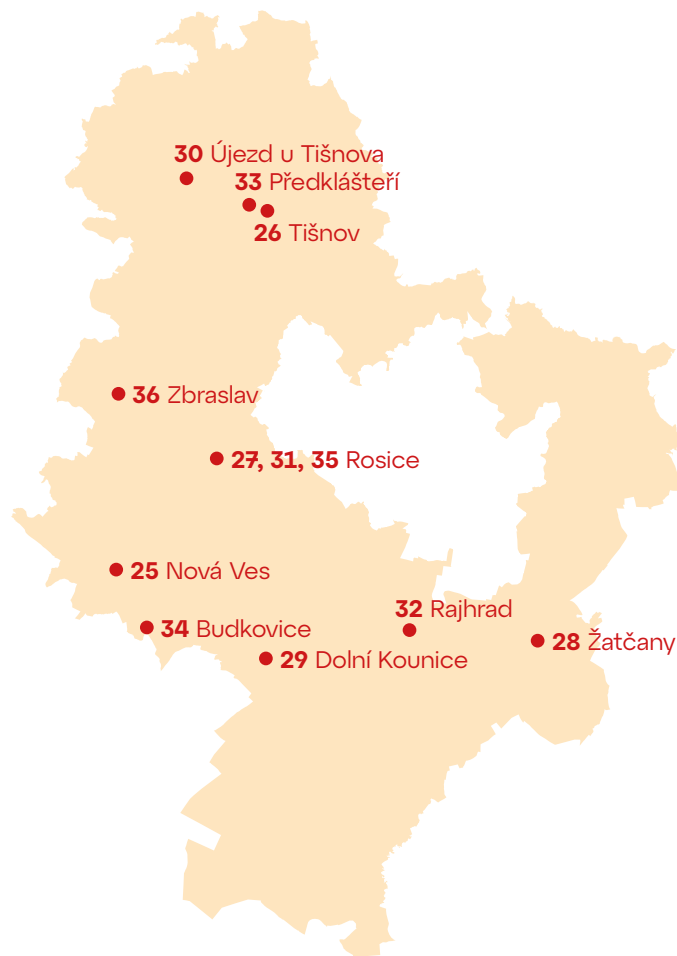 30 Újezd u Tišnova
33 Předklášteří
26 Tišnov
36 Zbraslav
27, 31, 35 Rosice
25 Nová Ves
32 Rajhrad
34 Budkovice
28 Žatčany
29 Dolní Kounice